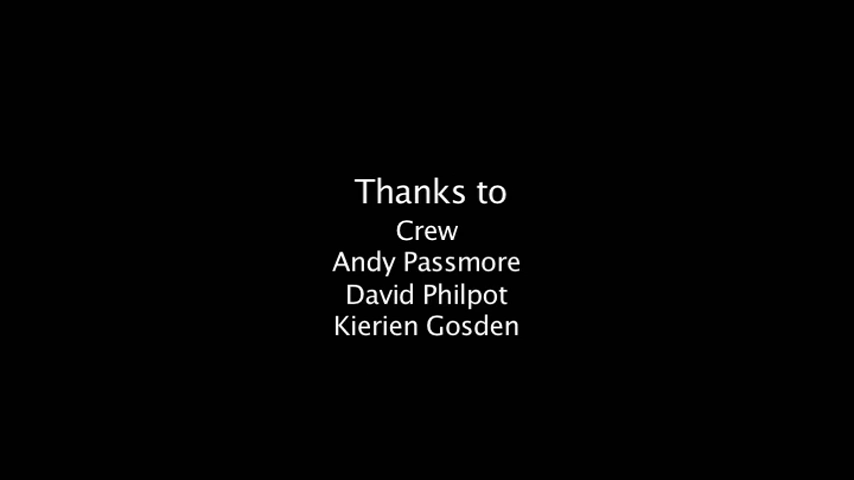 Thanks to
Crew
Andy Passmore
David Philpot
Kierien Gosden